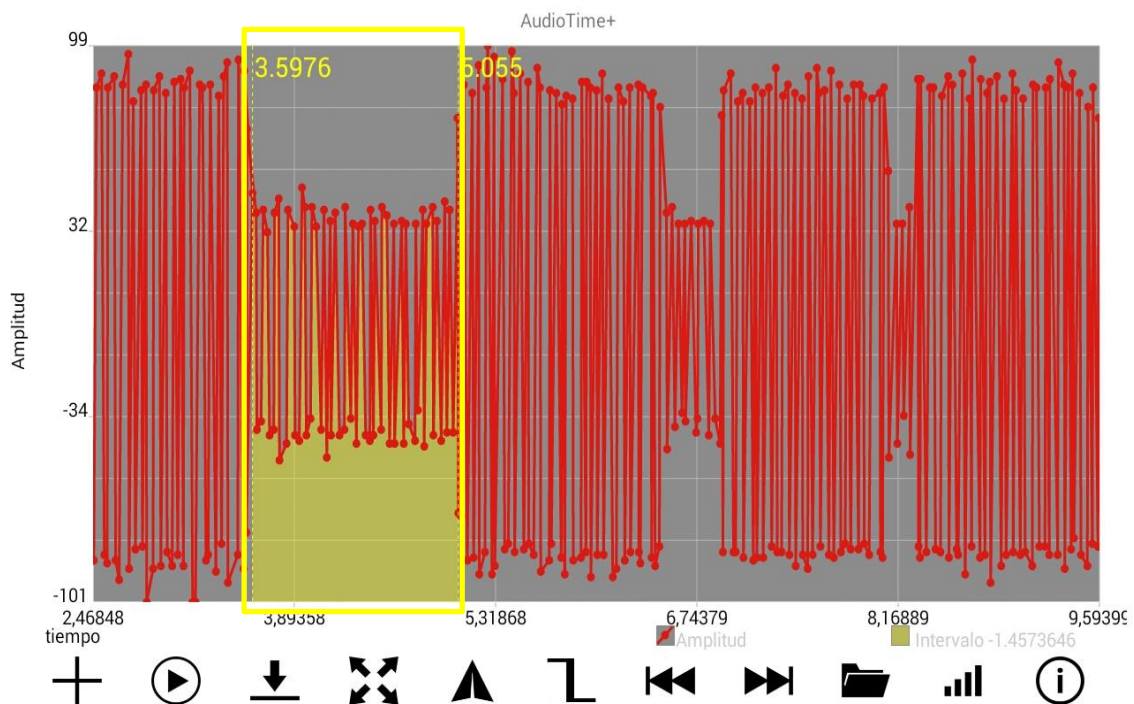 AudioTime+
99
3.5976
5.055
32
Amplitud
-34
-101
2,46848
3,89358
5,31868
6,74379
8,16889
9,59399
tiempo
Amplitud
Intervalo -1.4573646